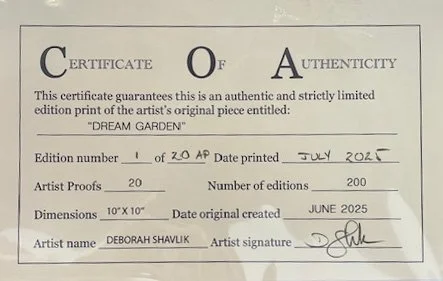 CERTIFICATE OF AUTHENTICITY
This certificate guarantees this is an authentic and strictly limited
edition print of the artist's original piece entitled:
"DREAM GARDEN"
Edition number 1 of 20 AP Date printed JULY 2025
Artist Proofs 20 Number of editions 200
Dimensions 10"X 10" Date original created JUNE 2025
Artist name DEBORAH SHAVLIK Artist signature